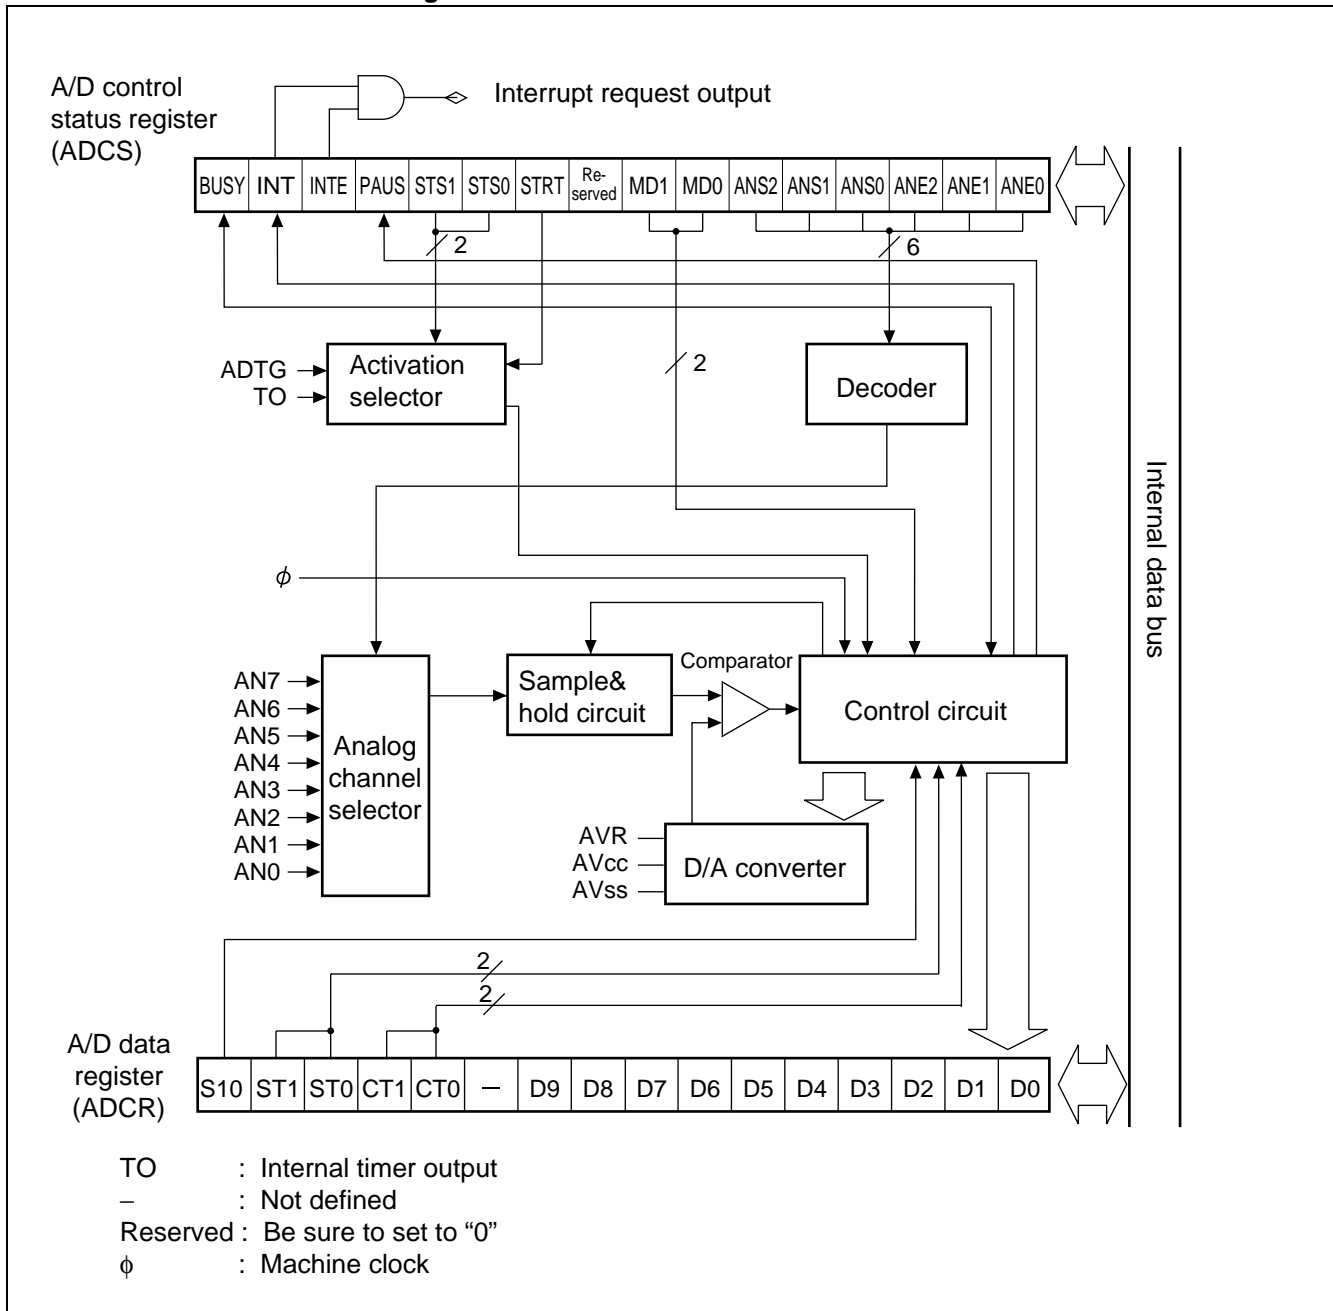 A/D control
status register
(ADCS)
Interrupt request output
BUSY INT INTE PAUS STS1 STS0 STRT Re-served MD1 MD0 ANS2 ANS1 ANS0 ANE2 ANE1 ANE0
2
6
ADTG
TO
Activation
selector
2
Decoder
Internal data bus
ϕ
AN7
AN6
AN5
AN4
AN3
AN2
AN1
AN0
Analog
channel
selector
Sample&
hold circuit
Comparator
Control circuit
AVR
AVcc
AVss
D/A converter
2
2
A/D data
register
(ADCR)
S10 ST1 ST0 CT1 CT0 — D9 D8 D7 D6 D5 D4 D3 D2 D1 D0
TO : Internal timer output
– : Not defined
Reserved : Be sure to set to “0”
ϕ : Machine clock